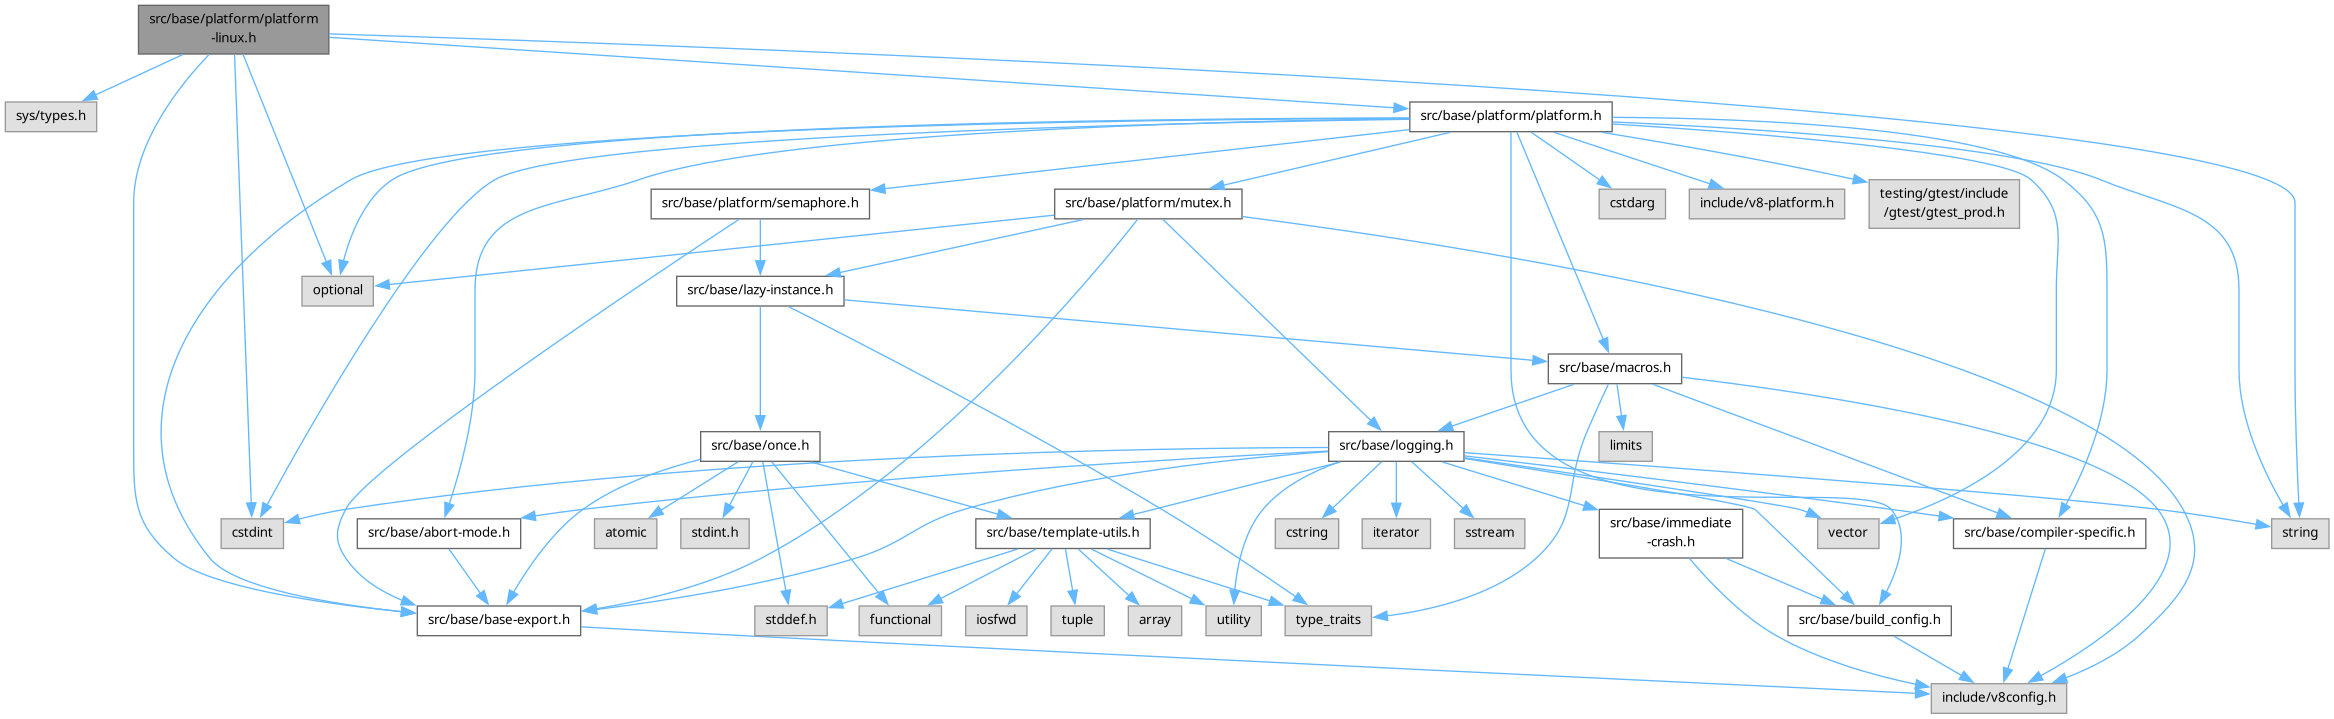 src/base/platform/platform
-linux.h
sys/types.h
src/base/platform/platform.h
src/base/platform/semaphore.h
src/base/platform/mutex.h
cstdarg
include/v8-platform.h
testing/gtest/include
/gtest/gtest_prod.h
optional
src/base/lazy-instance.h
src/base/macros.h
src/base/once.h
src/base/logging.h
limits
cstdint
src/base/abort-mode.h
atomic
stdint.h
src/base/template-utils.h
cstring
iterator
sstream
src/base/immediate
-crash.h
vector
src/base/compiler-specific.h
string
src/base/base-export.h
stddef.h
functional
iosfwd
tuple
array
utility
type_traits
src/base/build_config.h
include/v8config.h